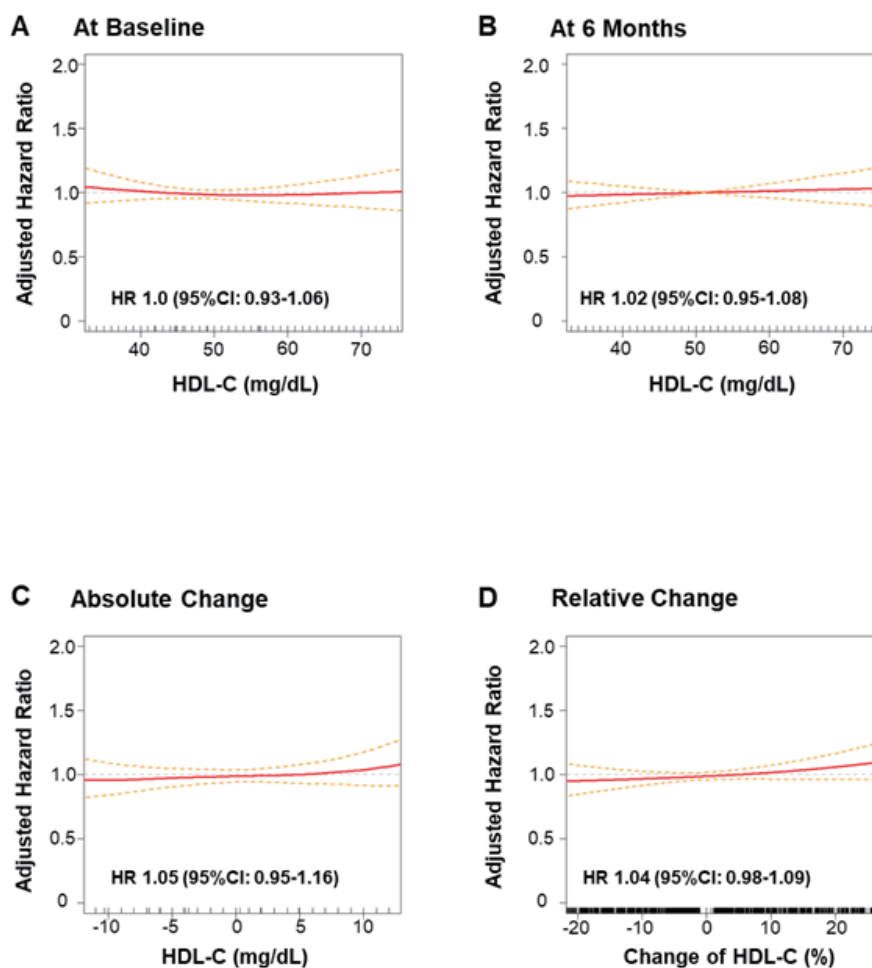 A At Baseline
2.0
1.5
1.0
0.5
0
Adjusted Hazard Ratio
HR 1.0 (95%CI: 0.93-1.06)
40 50 60 70
HDL-C (mg/dL)
B At 6 Months
2.0
1.5
1.0
0.5
0
Adjusted Hazard Ratio
HR 1.02 (95%CI: 0.95-1.08)
40 50 60 70
HDL-C (mg/dL)
C Absolute Change
2.0
1.5
1.0
0.5
0
Adjusted Hazard Ratio
HR 1.05 (95%CI: 0.95-1.16)
-10 -5 0 5 10
HDL-C (mg/dL)
D Relative Change
2.0
1.5
1.0
0.5
0
Adjusted Hazard Ratio
HR 1.04 (95%CI: 0.98-1.09)
-20 -10 0 10 20
Change of HDL-C (%)